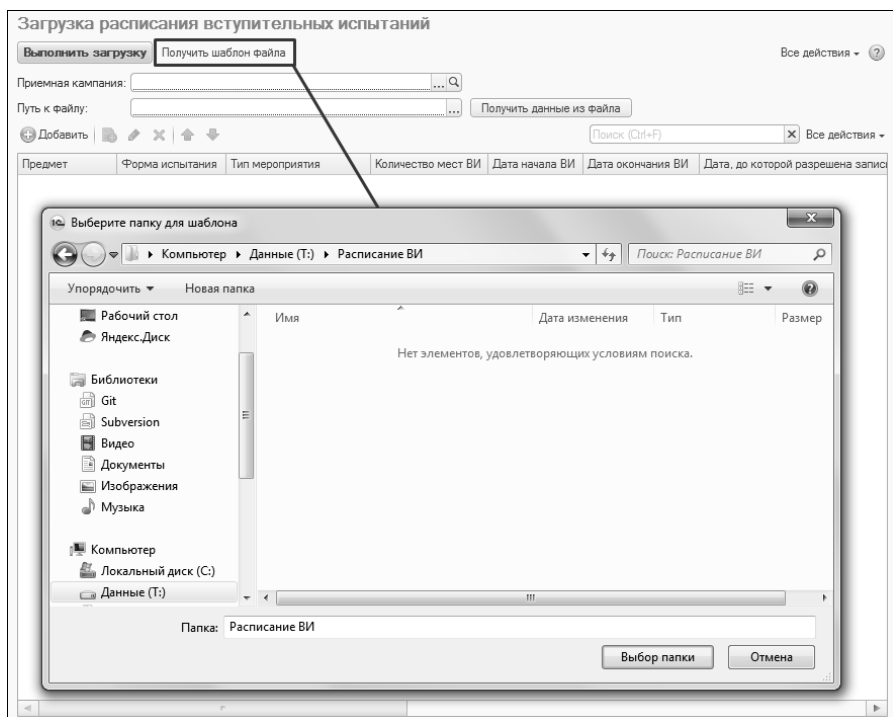 Загрузка расписания вступительных испытаний
Выполнить загрузку Получить шаблон файла Все действия
Приемная кампания: ...
Путь к файлу: ... Получить данные из файла
Добавить Поиск (Ctrl+F) Все действия
Предмет Форма испытания Тип мероприятия Количество мест ВИ Дата начала ВИ Дата окончания ВИ Дата, до которой разрешена запис
Выберите папку для шаблона
Компьютер Данные (T:) Расписание ВИ Поиск: Расписание ВИ
Упорядочить Новая папка
Рабочий стол Имя Дата изменения Тип Размер
Яндекс.Диск
Нет элементов, удовлетворяющих условиям поиска.
Библиотеки
Git
Subversion
Видео
Документы
Изображения
Музыка
Компьютер
Локальный диск (C:)
Данные (T:)
Папка: Расписание ВИ
Выбор папки Отмена